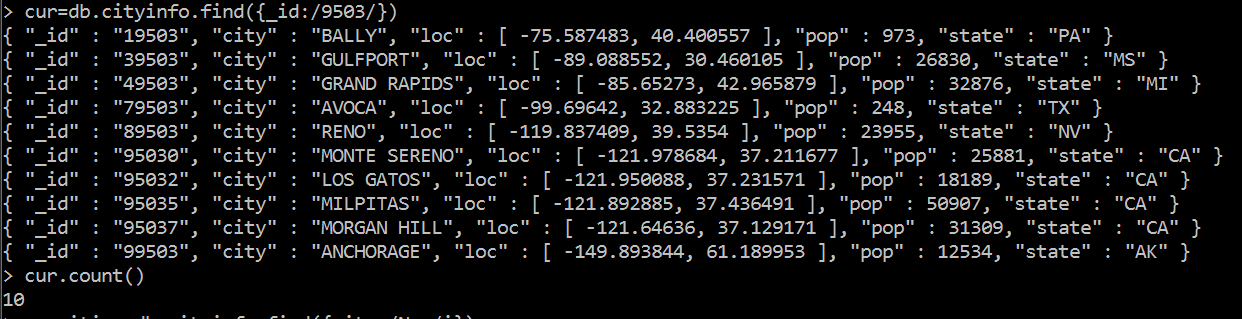 > cur=db.cityinfo.find({_id:/9503/})
{ "_id" : "19503", "city" : "BALLY", "loc" : [ -75.587483, 40.400557 ], "pop" : 973, "state" : "PA" }
{ "_id" : "39503", "city" : "GULFPORT", "loc" : [ -89.088552, 30.460105 ], "pop" : 26830, "state" : "MS" }
{ "_id" : "49503", "city" : "GRAND RAPIDS", "loc" : [ -85.65273, 42.965879 ], "pop" : 32876, "state" : "MI" }
{ "_id" : "79503", "city" : "AVOCA", "loc" : [ -99.69642, 32.883225 ], "pop" : 248, "state" : "TX" }
{ "_id" : "89503", "city" : "RENO", "loc" : [ -119.837409, 39.5354 ], "pop" : 23955, "state" : "NV" }
{ "_id" : "95030", "city" : "MONTE SERENO", "loc" : [ -121.978684, 37.211677 ], "pop" : 25881, "state" : "CA" }
{ "_id" : "95032", "city" : "LOS GATOS", "loc" : [ -121.950088, 37.231571 ], "pop" : 18189, "state" : "CA" }
{ "_id" : "95035", "city" : "MILPITAS", "loc" : [ -121.892885, 37.436491 ], "pop" : 50907, "state" : "CA" }
{ "_id" : "95037", "city" : "MORGAN HILL", "loc" : [ -121.64636, 37.129171 ], "pop" : 31309, "state" : "CA" }
{ "_id" : "99503", "city" : "ANCHORAGE", "loc" : [ -149.893844, 61.189953 ], "pop" : 12534, "state" : "AK" }
> cur.count()
10